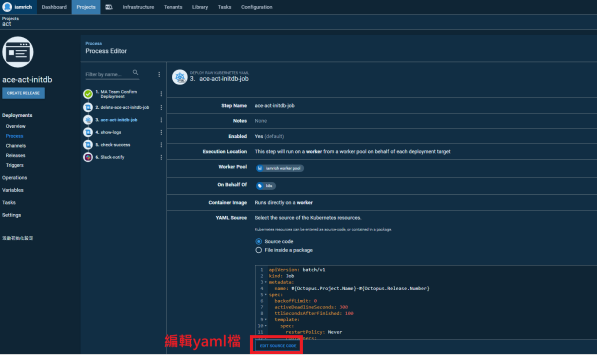 iamrich
Dashboard
Projects
Infrastructure
Tenants
Library
Tasks
Configuration
Projects
act
ace-act-initdb
CREATE RELEASE
Deployments
Overview
Process
Channels
Releases
Triggers
Operations
Variables
Tasks
Settings
Process
Process Editor
Filter by name...
1. MA Team Confirm
Deployment
2. delete-ace-act-initdb-job
3. ace-act-initdb-job
4. show-logs
5. check-success
6. Slack-notify
DEPLOY RAW KUBERNETES YAML
3. ace-act-initdb-job
Step Name
ace-act-initdb-job
Notes
None
Enabled
Yes (default)
Execution Location
This step will run on a worker from a worker pool on behalf of each deployment target
Worker Pool
iamrich-worker-pool
On Behalf Of
k8s
Container Image
Runs directly on a worker
YAML Source
Select the source of the Kubernetes resources.
Kubernetes resources can be entered as source-code, or contained in a package.
Source code
File inside a package
1 apiVersion: batch/v1
2 kind: Job
3 metadata:
4 name: #{Octopus.Project.Name}-#{Octopus.Release.Number}
5 spec:
6 backoffLimit: 0
7 activeDeadlineSeconds: 300
8 ttlSecondsAfterFinished: 100
9 template:
10 spec:
11 restartPolicy: Never
編輯yaml檔
EDIT SOURCE CODE